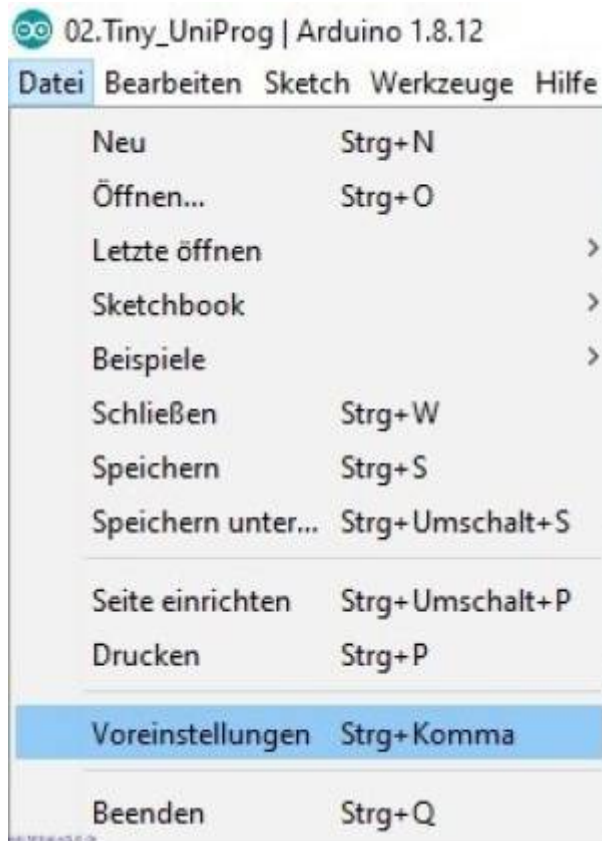 02.Tiny_UniProg | Arduino 1.8.12
Datei Bearbeiten Sketch Werkzeuge Hilfe
Neu Strg+N
Öffnen... Strg+O
Letzte öffnen
Sketchbook
Beispiele
Schließen Strg+W
Speichern Strg+S
Speichern unter... Strg+Umschalt+S
Seite einrichten Strg+Umschalt+P
Drucken Strg+P
Voreinstellungen Strg+Komma
Beenden Strg+Q